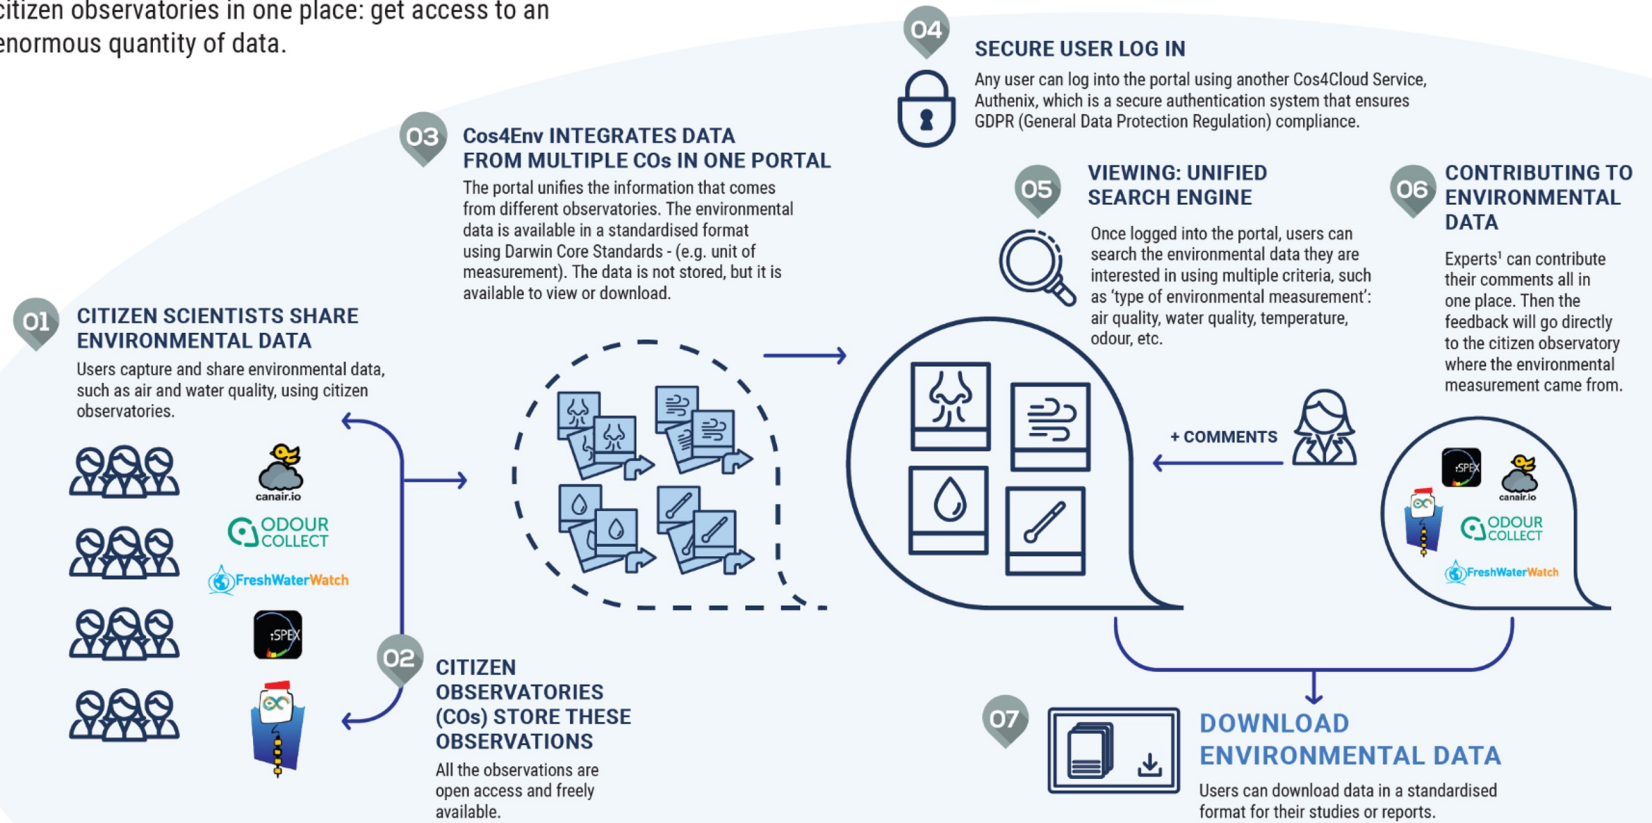 citizen observatories in one place: get access to an
enormous quantity of data.
01
CITIZEN SCIENTISTS SHARE
ENVIRONMENTAL DATA
Users capture and share environmental data,
such as air and water quality, using citizen
observatories.
canair.io
ODOUR
COLLECT
FreshWaterWatch
iSPEX
02
CITIZEN
OBSERVATORIES
(COs) STORE THESE
OBSERVATIONS
All the observations are
open access and freely
available.
03
Cos4Env INTEGRATES DATA
FROM MULTIPLE COs IN ONE PORTAL
The portal unifies the information that comes
from different observatories. The environmental
data is available in a standardised format
using Darwin Core Standards - (e.g. unit of
measurement). The data is not stored, but it is
available to view or download.
04
SECURE USER LOG IN
Any user can log into the portal using another Cos4Cloud Service,
Authenix, which is a secure authentication system that ensures
GDPR (General Data Protection Regulation) compliance.
05
VIEWING: UNIFIED
SEARCH ENGINE
Once logged into the portal, users can
search the environmental data they are
interested in using multiple criteria, such
as ‘type of environmental measurement’:
air quality, water quality, temperature,
odour, etc.
+ COMMENTS
06
CONTRIBUTING TO
ENVIRONMENTAL
DATA
Experts¹ can contribute
their comments all in
one place. Then the
feedback will go directly
to the citizen observatory
where the environmental
measurement came from.
iSPEX
canair.io
ODOUR
COLLECT
FreshWaterWatch
07
DOWNLOAD
ENVIRONMENTAL DATA
Users can download data in a standardised
format for their studies or reports.